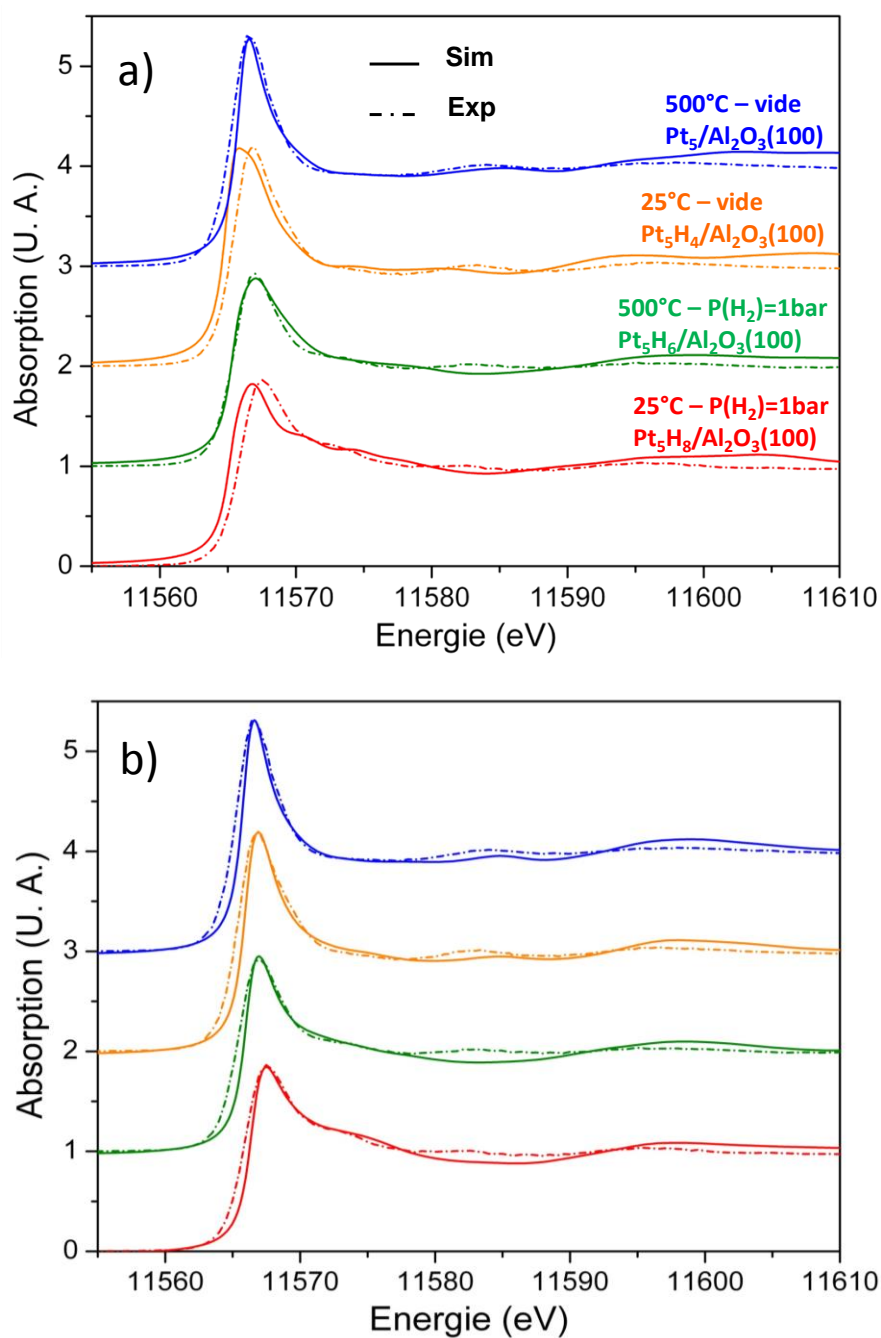 a)
Sim
Exp
500°C – vide
Pt₅/Al₂O₃(100)
25°C – vide
Pt₅H₄/Al₂O₃(100)
500°C – P(H₂)=1bar
Pt₅H₆/Al₂O₃(100)
25°C – P(H₂)=1bar
Pt₅H₈/Al₂O₃(100)
Absorption (U. A.)
5
4
3
2
1
0
11560 11570 11580 11590 11600 11610
Energie (eV)
b)
Absorption (U. A.)
5
4
3
2
1
0
11560 11570 11580 11590 11600 11610
Energie (eV)